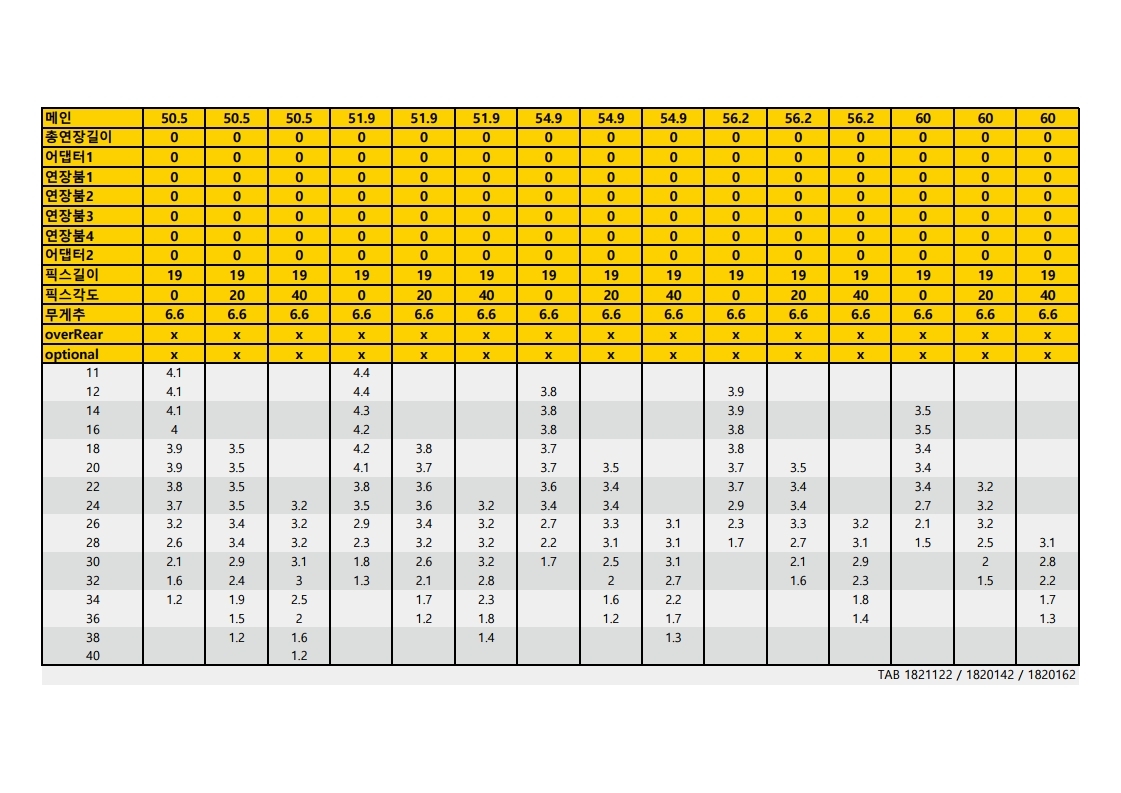 메인 50.5 50.5 50.5 51.9 51.9 51.9 54.9 54.9 54.9 56.2 56.2 56.2 60 60 60
총연장길이 0 0 0 0 0 0 0 0 0 0 0 0 0 0 0
어댑터1 0 0 0 0 0 0 0 0 0 0 0 0 0 0 0
연장붐1 0 0 0 0 0 0 0 0 0 0 0 0 0 0 0
연장붐2 0 0 0 0 0 0 0 0 0 0 0 0 0 0 0
연장붐3 0 0 0 0 0 0 0 0 0 0 0 0 0 0 0
연장붐4 0 0 0 0 0 0 0 0 0 0 0 0 0 0 0
어댑터2 0 0 0 0 0 0 0 0 0 0 0 0 0 0 0
픽스길이 19 19 19 19 19 19 19 19 19 19 19 19 19 19 19
픽스각도 0 20 40 0 20 40 0 20 40 0 20 40 0 20 40
무게추 6.6 6.6 6.6 6.6 6.6 6.6 6.6 6.6 6.6 6.6 6.6 6.6 6.6 6.6 6.6
overRear x x x x x x x x x x x x x x x
optional x x x x x x x x x x x x x x x
11 4.1 4.4
12 4.1 4.4 3.8 3.9
14 4.1 4.3 3.8 3.9 3.5
16 4 4.2 3.8 3.8 3.5
18 3.9 3.5 4.2 3.8 3.7 3.8 3.4
20 3.9 3.5 4.1 3.7 3.7 3.5 3.7 3.5 3.4
22 3.8 3.5 3.8 3.6 3.6 3.4 3.7 3.4 3.4 3.2
24 3.7 3.5 3.2 3.5 3.6 3.2 3.4 3.4 2.9 3.4 2.7 3.2
26 3.2 3.4 3.2 2.9 3.4 3.2 2.7 3.3 3.1 2.3 3.3 3.2 2.1 3.2
28 2.6 3.4 3.2 2.3 3.2 3.2 2.2 3.1 3.1 1.7 2.7 3.1 1.5 2.5 3.1
30 2.1 2.9 3.1 1.8 2.6 3.2 1.7 2.5 3.1 2.1 2.9 2 2.8
32 1.6 2.4 3 1.3 2.1 2.8 2 2.7 1.6 2.3 1.5 2.2
34 1.2 1.9 2.5 1.7 2.3 1.6 2.2 1.8 1.7
36 1.5 2 1.2 1.8 1.2 1.7 1.4 1.3
38 1.2 1.6 1.4 1.3
40 1.2
TAB 1821122 / 1820142 / 1820162